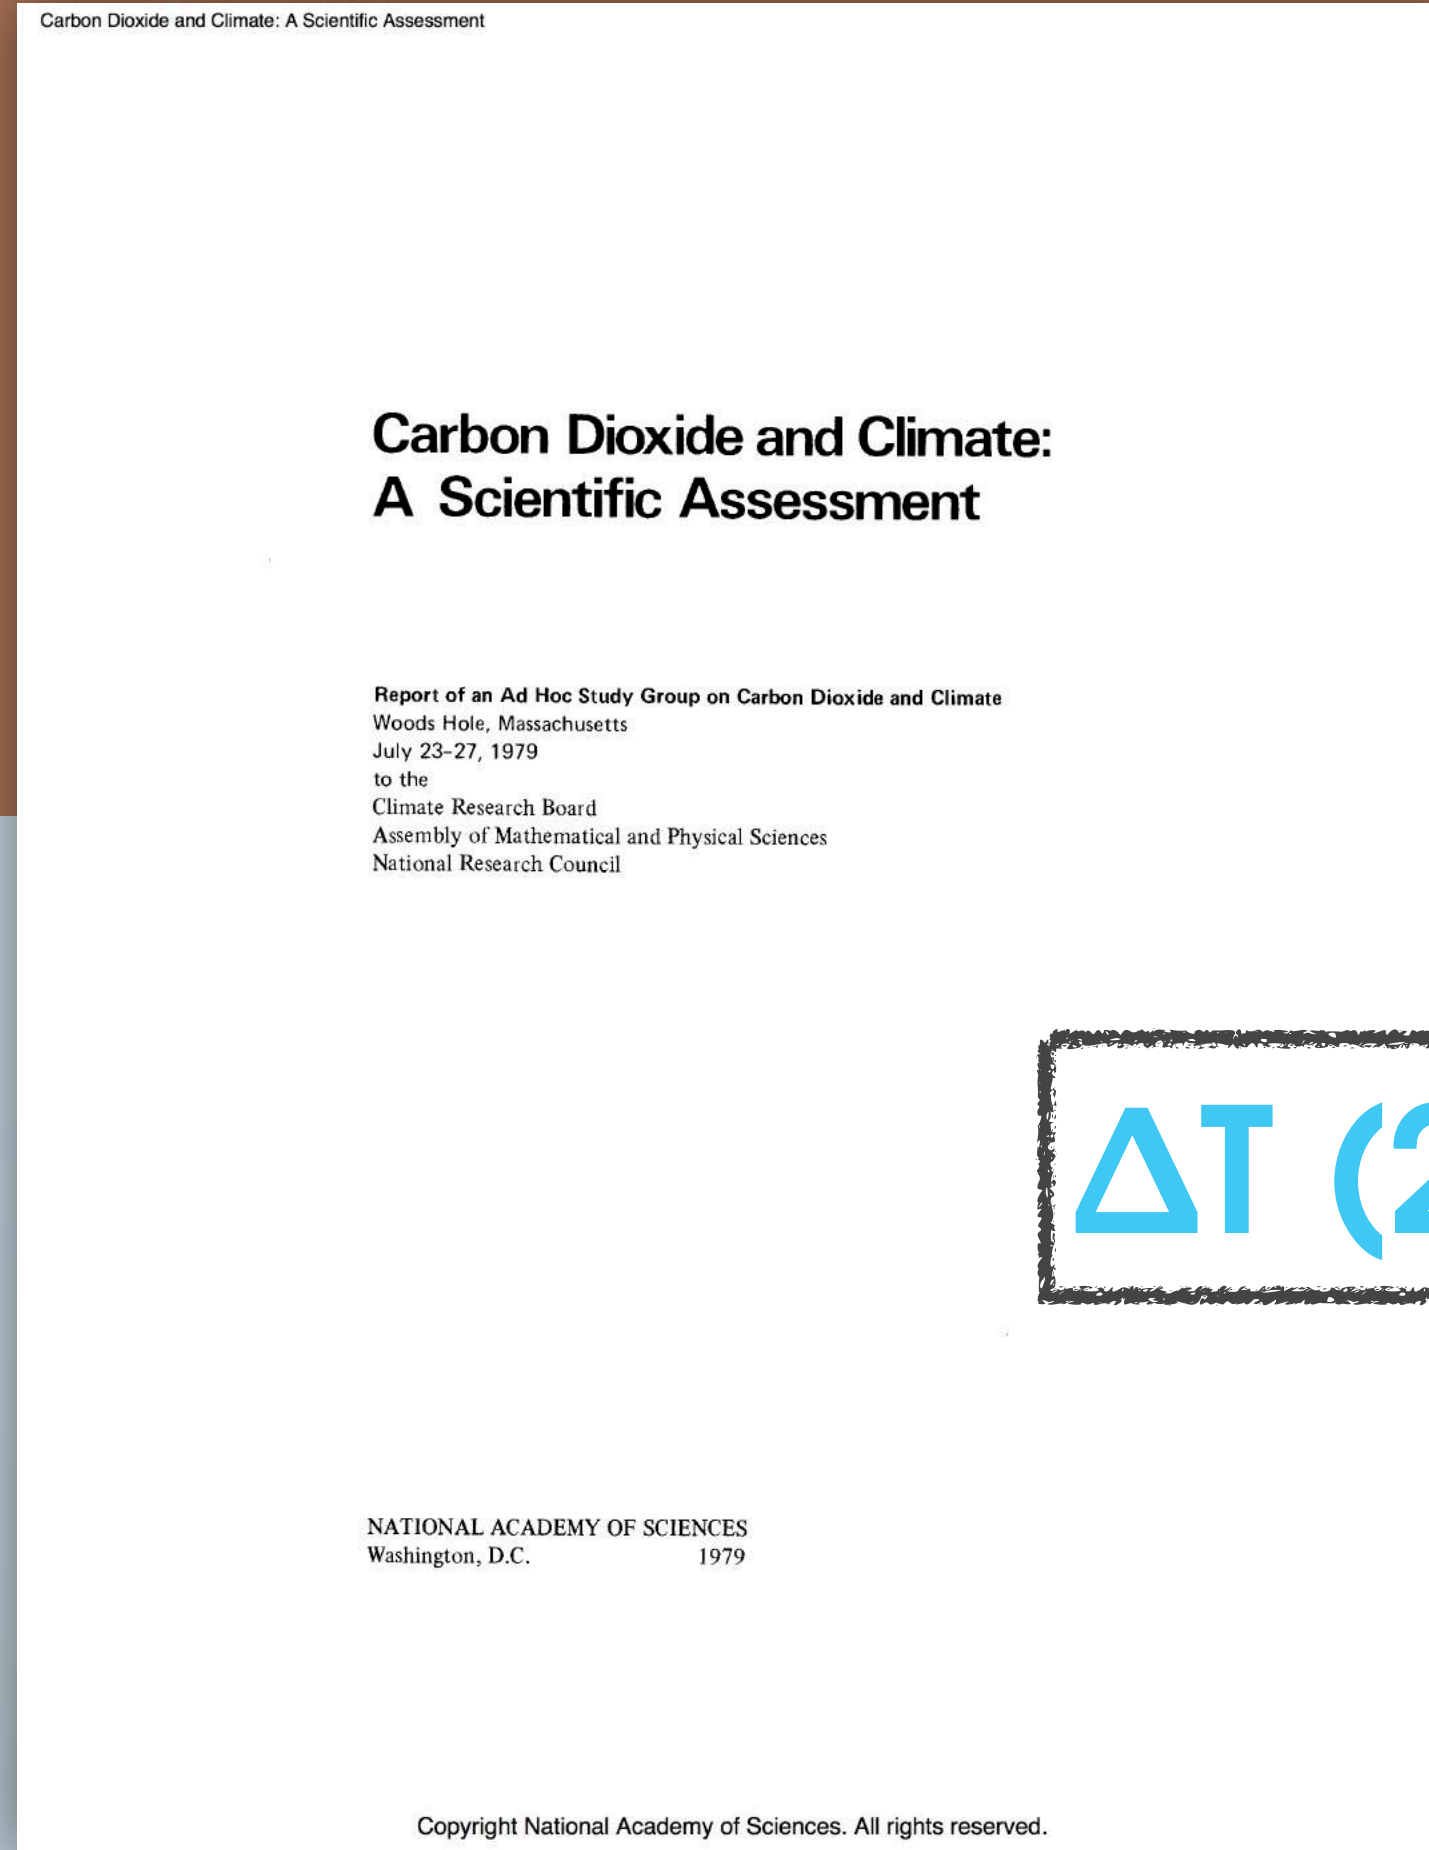 Carbon Dioxide and Climate: A Scientific Assessment
Carbon Dioxide and Climate:
A Scientific Assessment
Report of an Ad Hoc Study Group on Carbon Dioxide and Climate
Woods Hole, Massachusetts
July 23-27, 1979
to the
Climate Research Board
Assembly of Mathematical and Physical Sciences
National Research Council
ΔT (2
NATIONAL ACADEMY OF SCIENCES
Washington, D.C. 1979
Copyright National Academy of Sciences. All rights reserved.